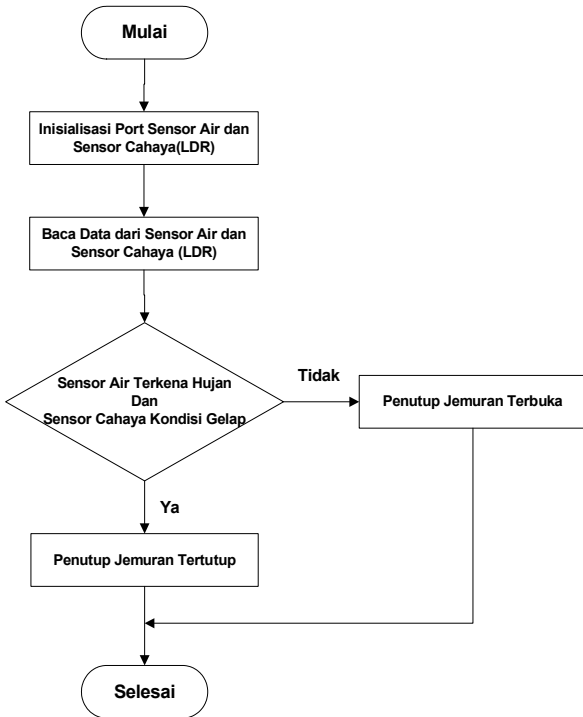 Mulai
Inisialisasi Port Sensor Air dan
Sensor Cahaya(LDR)
Baca Data dari Sensor Air dan
Sensor Cahaya (LDR)
Sensor Air Terkena Hujan
Dan
Sensor Cahaya Kondisi Gelap
Tidak
Penutup Jemuran Terbuka
Ya
Penutup Jemuran Tertutup
Selesai